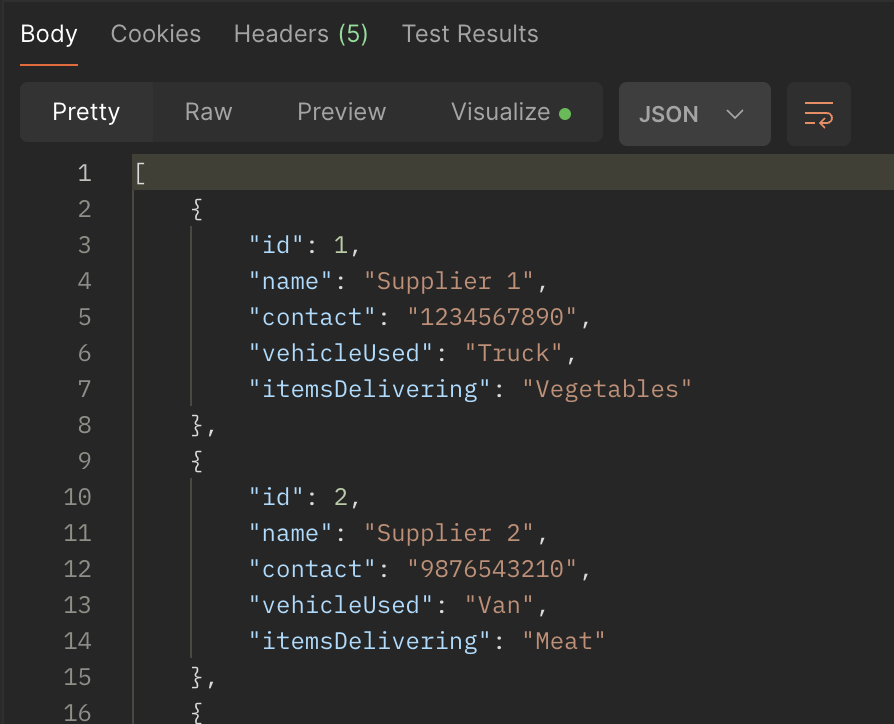 Body Cookies Headers (5) Test Results
Pretty Raw Preview Visualize JSON
1 [
2 {
3 "id": 1,
4 "name": "Supplier 1",
5 "contact": "1234567890",
6 "vehicleUsed": "Truck",
7 "itemsDelivering": "Vegetables"
8 },
9 {
10 "id": 2,
11 "name": "Supplier 2",
12 "contact": "9876543210",
13 "vehicleUsed": "Van",
14 "itemsDelivering": "Meat"
15 },
16 {